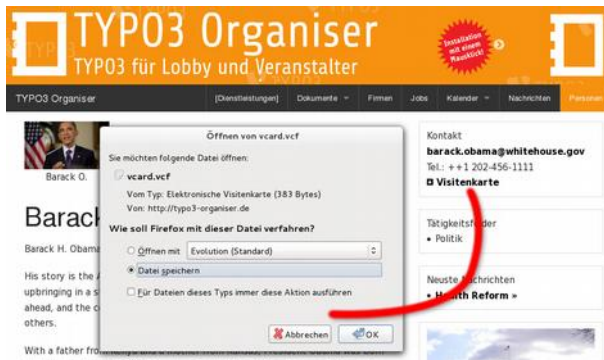 TYPO3 Organiser
TYPO3 für Lobby und Veranstalter
Installation
mit einem
Mausklick!
TYPO3 Organiser
[Dienstleistungen] Dokumente Firmen Jobs Kalender Nachrichten Personen
Barack O.
Öffnen von vcard.vcf
Sie möchten folgende Datei öffnen:
vcard.vcf
Vom Typ: Elektronische Visitenkarte (383 Bytes)
Von: http://typo3-organiser.de
Wie soll Firefox mit dieser Datei verfahren?
Öffnen mit Evolution (Standard)
Datei speichern
Für Dateien dieses Typs immer diese Aktion ausführen
Abbrechen OK
Kontakt
barack.obama@whitehouse.gov
Tel.: ++1 202-456-1111
Visitenkarte
Tätigkeitsfelder
• Politik
Neuste Nachrichten
• Health Reform »
Barack
Barack H. Obama
His story is the
upbringing in a
ahead, and the
others.
With a father